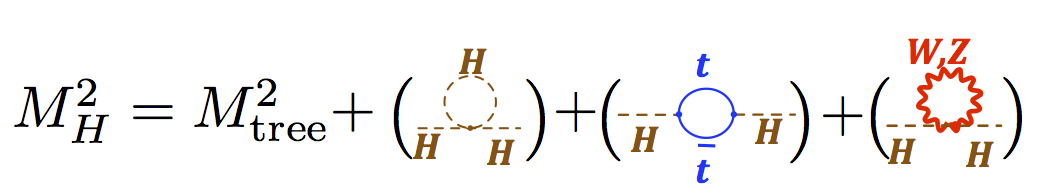 M_H^2 = M_tree^2 + ( H H H ) + ( H t t̄ H ) + ( W,Z H H )